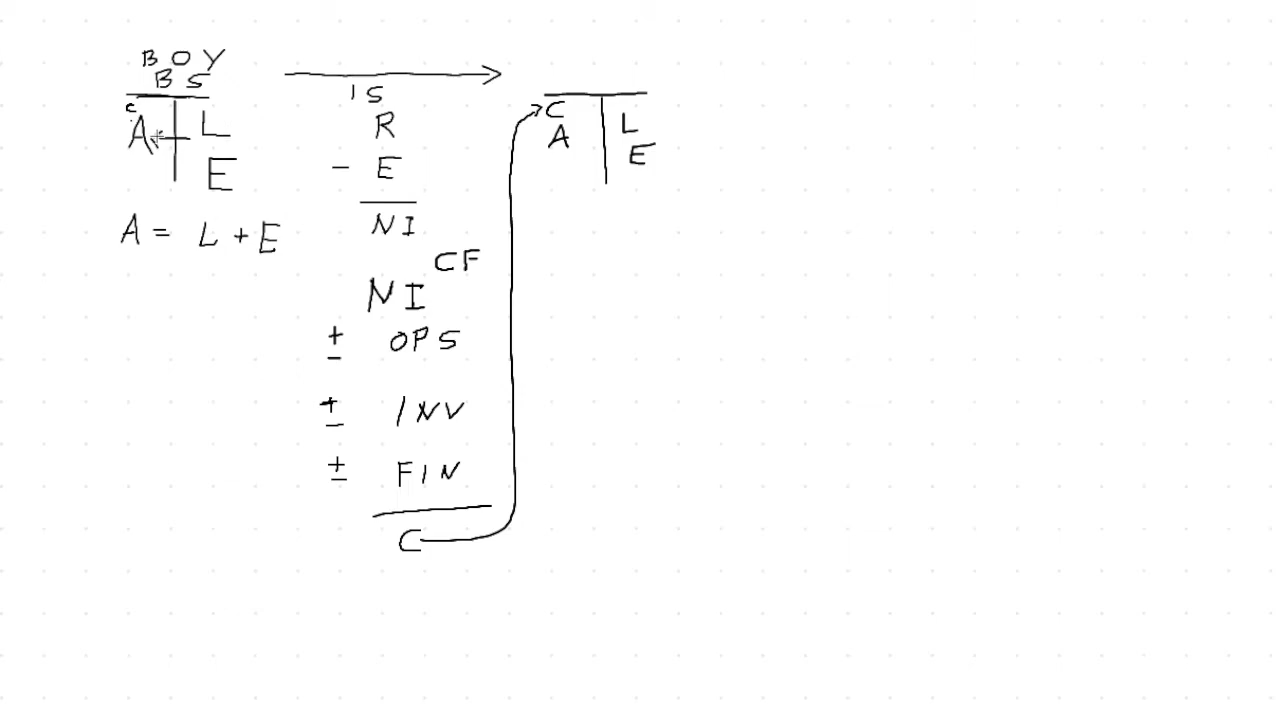 BOY
BS
C
A L
E
A = L + E
IS
R
- E
NI
CF
NI
± OPS
± INV
± FIN
C
C
A L
E